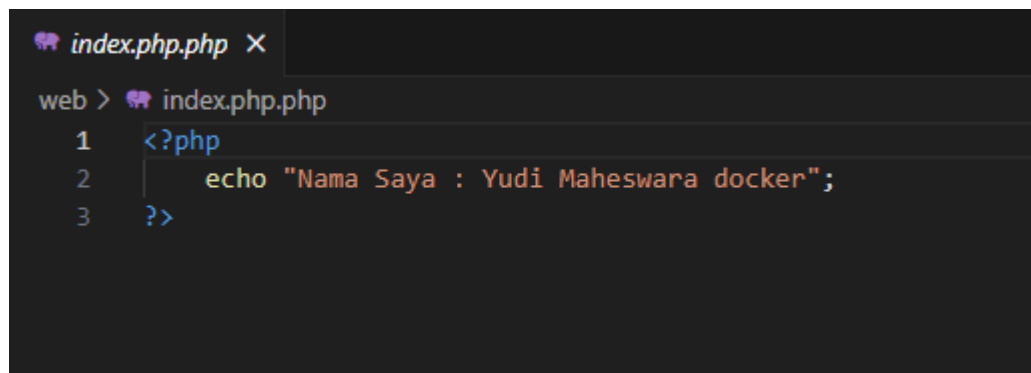 index.php.php ×
web > index.php.php
1 <?php
2 echo "Nama Saya : Yudi Maheswara docker";
3 ?>